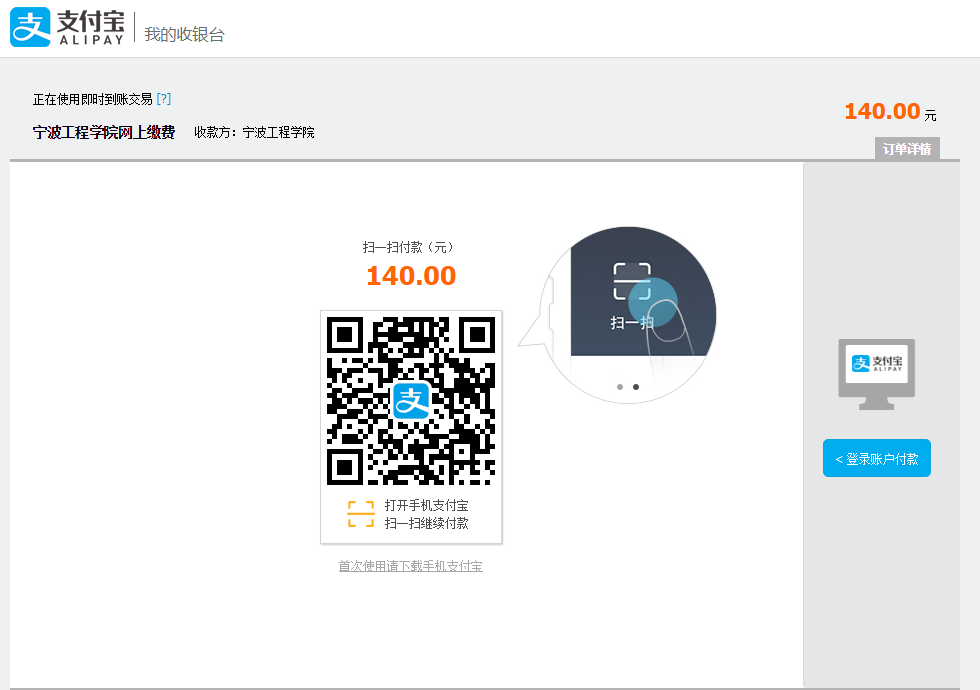 支付宝
ALIPAY
我的收银台
正在使用即时到账交易 [?]
宁波工程学院网上缴费 收款方：宁波工程学院
140.00 元
订单详情
扫一扫付款（元）
140.00
支
打开手机支付宝
扫一扫继续付款
首次使用请下载手机支付宝
扫一扫
支付宝
ALIPAY
< 登录账户付款